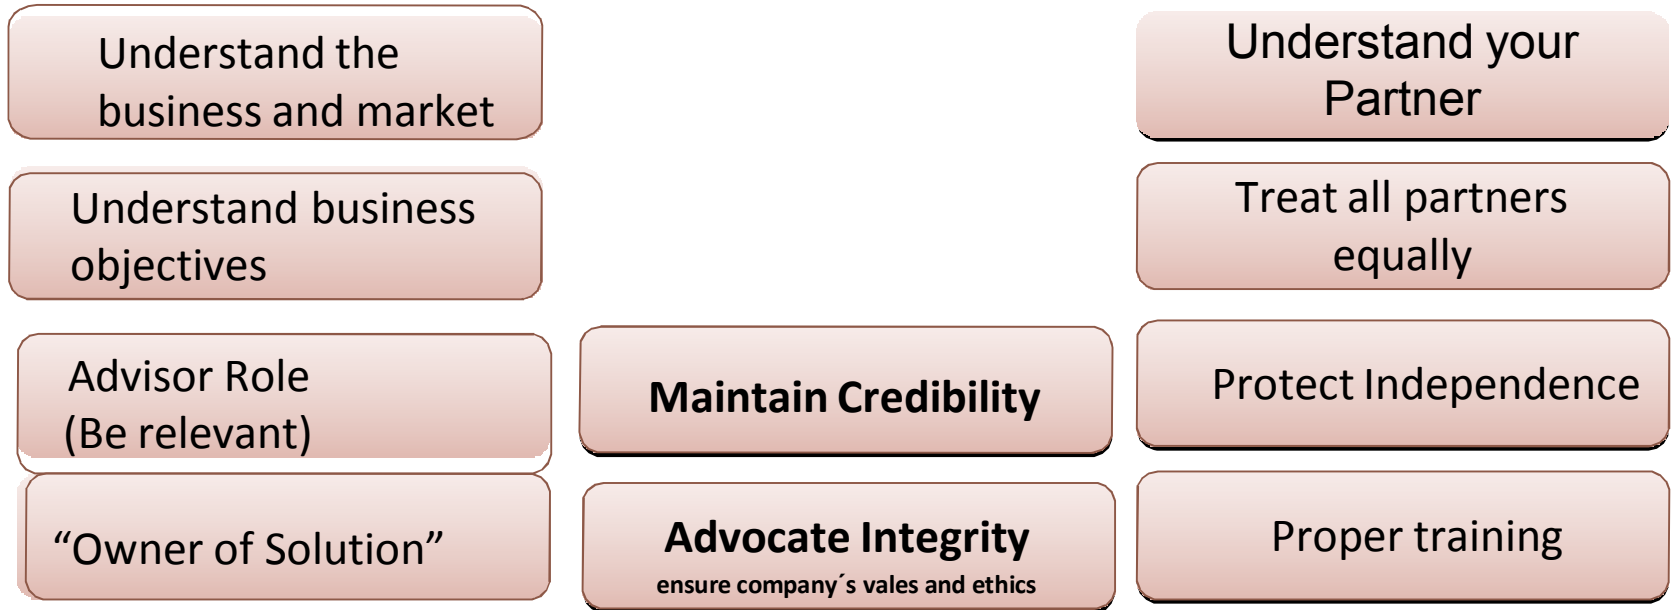 Understand the
business and market
Understand business
objectives
Advisor Role
(Be relevant)
“Owner of Solution”
Maintain Credibility
Advocate Integrity
ensure company´s vales and ethics
Understand your
Partner
Treat all partners
equally
Protect Independence
Proper training